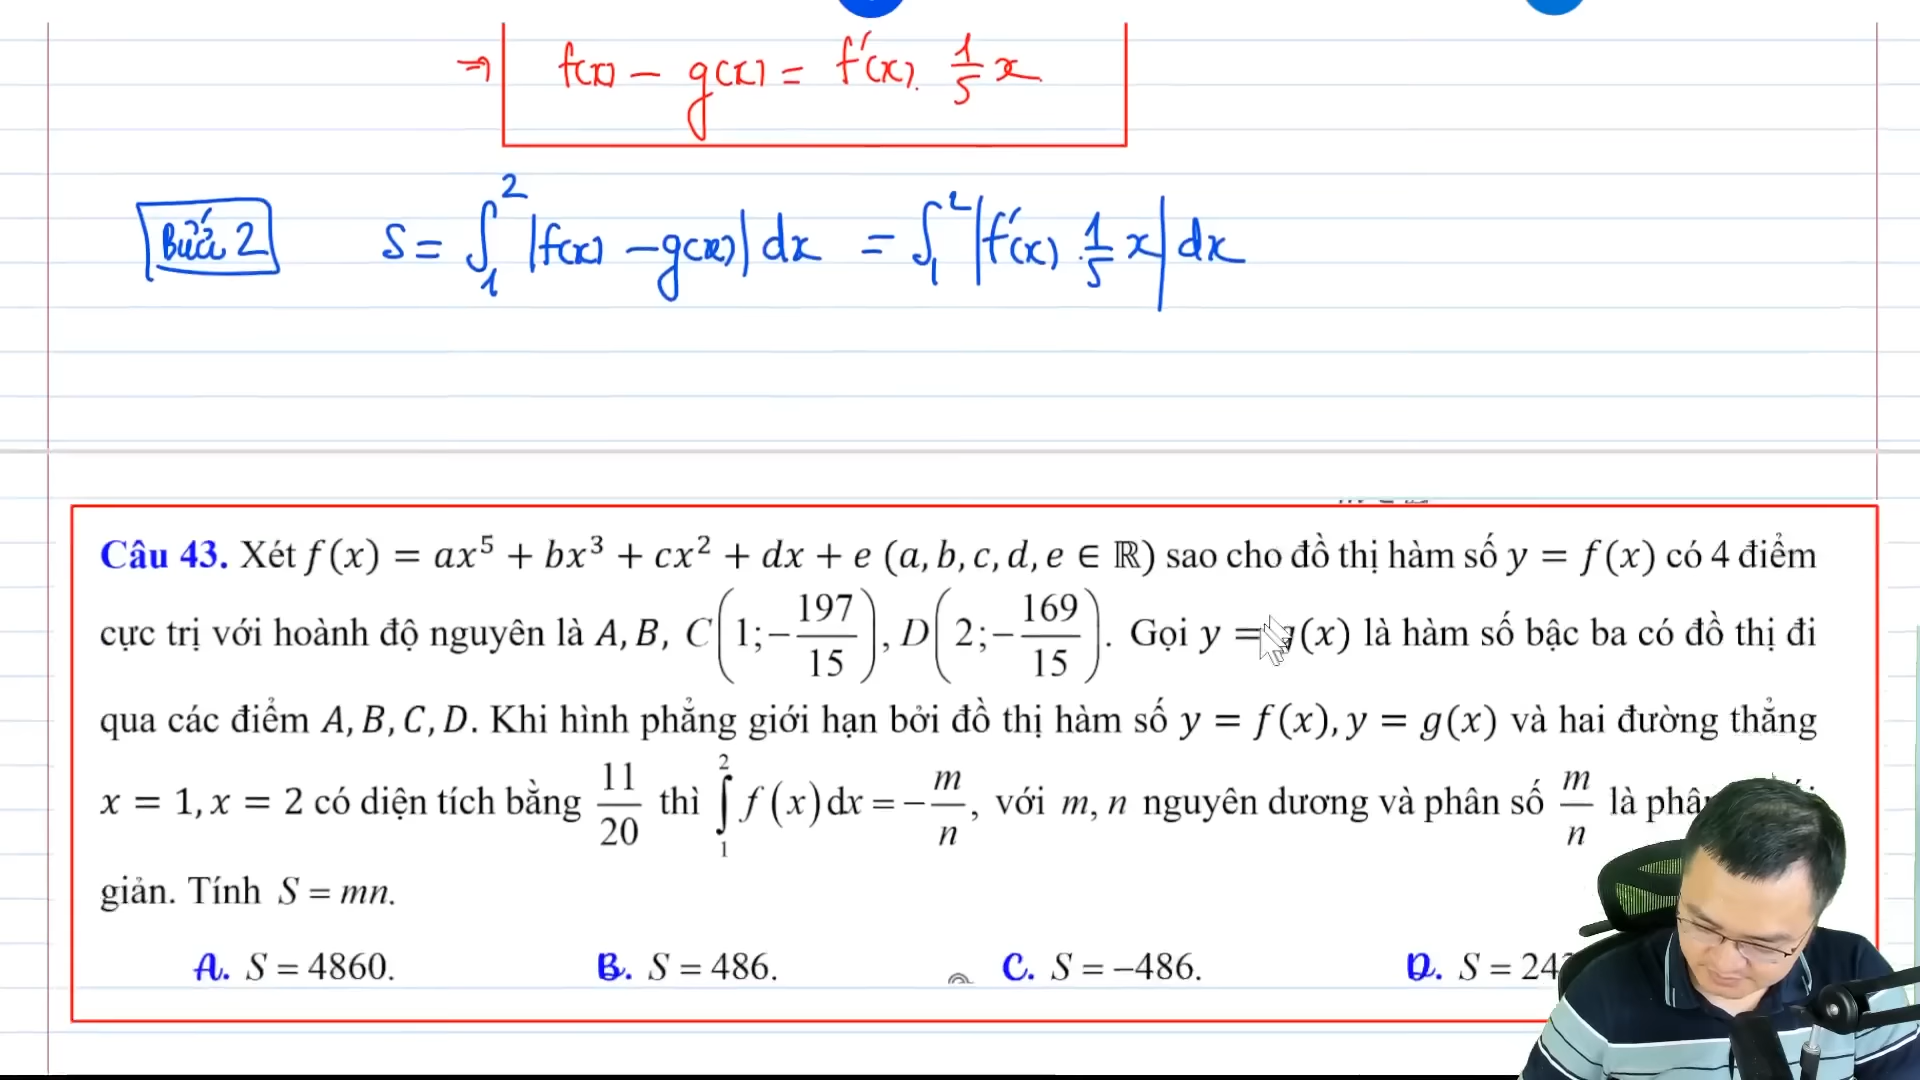 ⇒ f(x) − g(x) = f'(x). 1/5 x
Bước 2 S = ∫₁² |f(x) − g(x)| dx = ∫₁² |f'(x) . 1/5 x| dx
Câu 43. Xét f(x) = ax⁵ + bx³ + cx² + dx + e (a, b, c, d, e ∈ ℝ) sao cho đồ thị hàm số y = f(x) có 4 điểm
cực trị với hoành độ nguyên là A, B, C(1; −197/15), D(2; −169/15). Gọi y = g(x) là hàm số bậc ba có đồ thị đi
qua các điểm A, B, C, D. Khi hình phẳng giới hạn bởi đồ thị hàm số y = f(x), y = g(x) và hai đường thẳng
x = 1, x = 2 có diện tích bằng 11/20 thì ∫₁² f(x)dx = −m/n, với m, n nguyên dương và phân số m/n là
giản. Tính S = mn.
A. S = 4860. B. S = 486. C. S = −486. D. S =